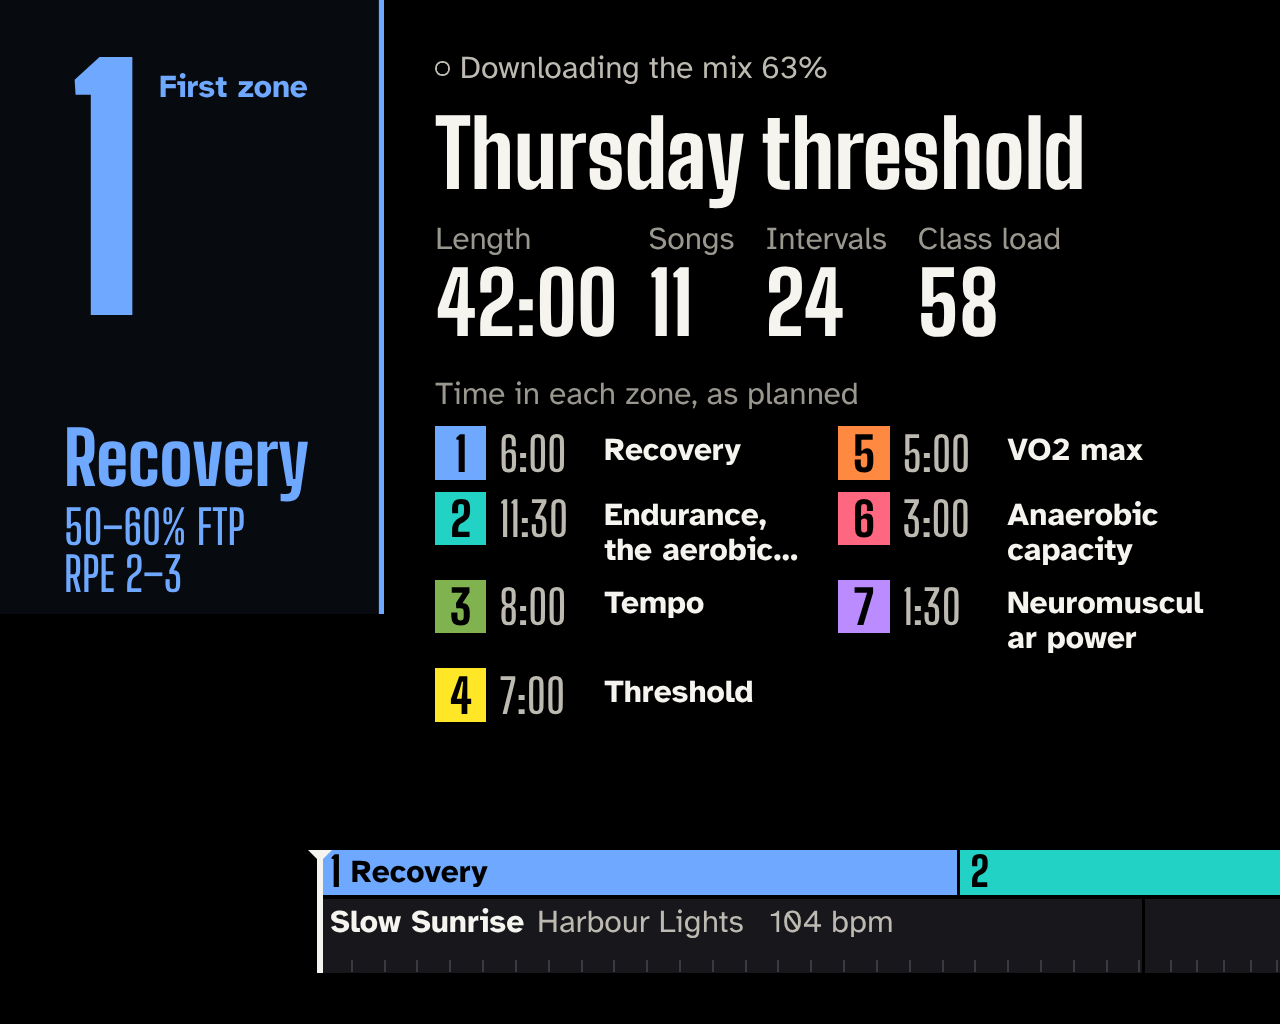 1
First zone
Recovery
50–60% FTP
RPE 2–3
Downloading the mix 63%
Thursday threshold
Length Songs Intervals Class load
42:00 11 24 58
Time in each zone, as planned
1 6:00 Recovery
2 11:30 Endurance,
the aerobic...
3 8:00 Tempo
4 7:00 Threshold
5 5:00 VO2 max
6 3:00 Anaerobic
capacity
7 1:30 Neuromuscul
ar power
1 Recovery
2
Slow Sunrise Harbour Lights 104 bpm